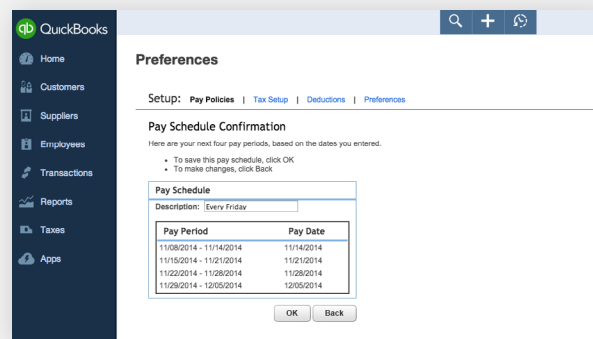 qb QuickBooks
Home
Customers
Suppliers
Employees
Transactions
Reports
Taxes
Apps
Preferences
Setup: Pay Policies | Tax Setup | Deductions | Preferences
Pay Schedule Confirmation
Here are your next four pay periods, based on the dates you entered.
• To save this pay schedule, click OK
• To make changes, click Back
Pay Schedule
Description: Every Friday
Pay Period Pay Date
11/08/2014 - 11/14/2014 11/14/2014
11/15/2014 - 11/21/2014 11/21/2014
11/22/2014 - 11/28/2014 11/28/2014
11/29/2014 - 12/05/2014 12/05/2014
OK Back